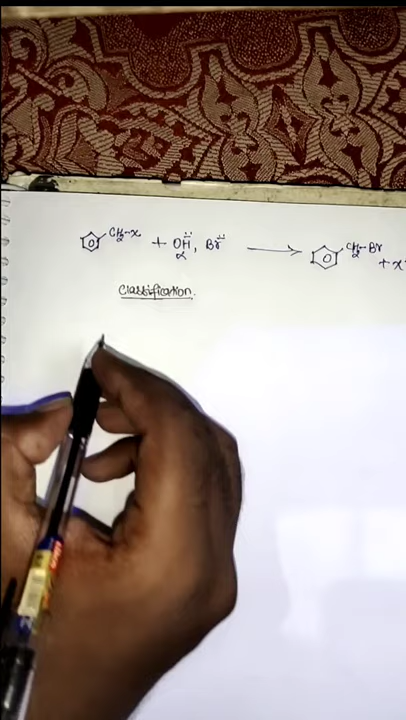 CH₂-X + OH, Br → CH₂-Br + X
Classification.